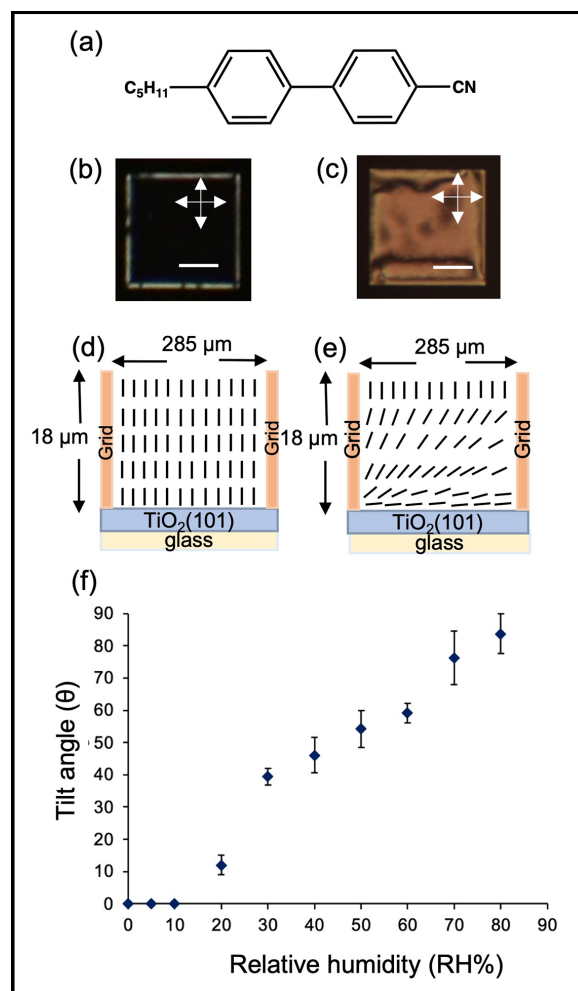 (a)
C5H11 CN
(b) (c)
(d) 285 μm (e) 285 μm
18 μm Grid Grid 18 μm Grid Grid
TiO2(101) TiO2(101)
glass glass
(f)
90
80
70
60
50
40
30
20
10
0
Tilt angle (θ)
0 10 20 30 40 50 60 70 80 90
Relative humidity (RH%)